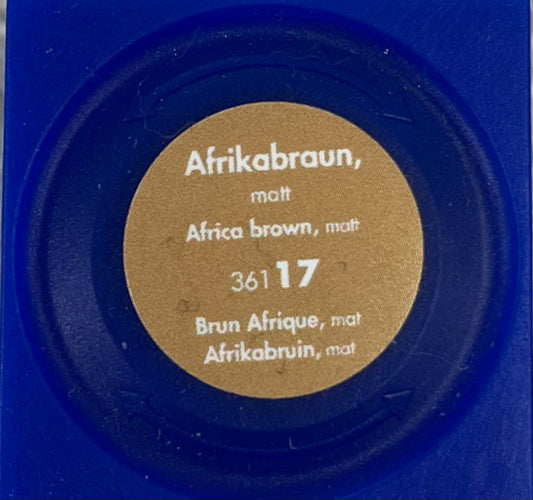 Afrikabraun,
matt
Africa brown, matt
36117
Brun Afrique, mat
Afrikabruin, mat